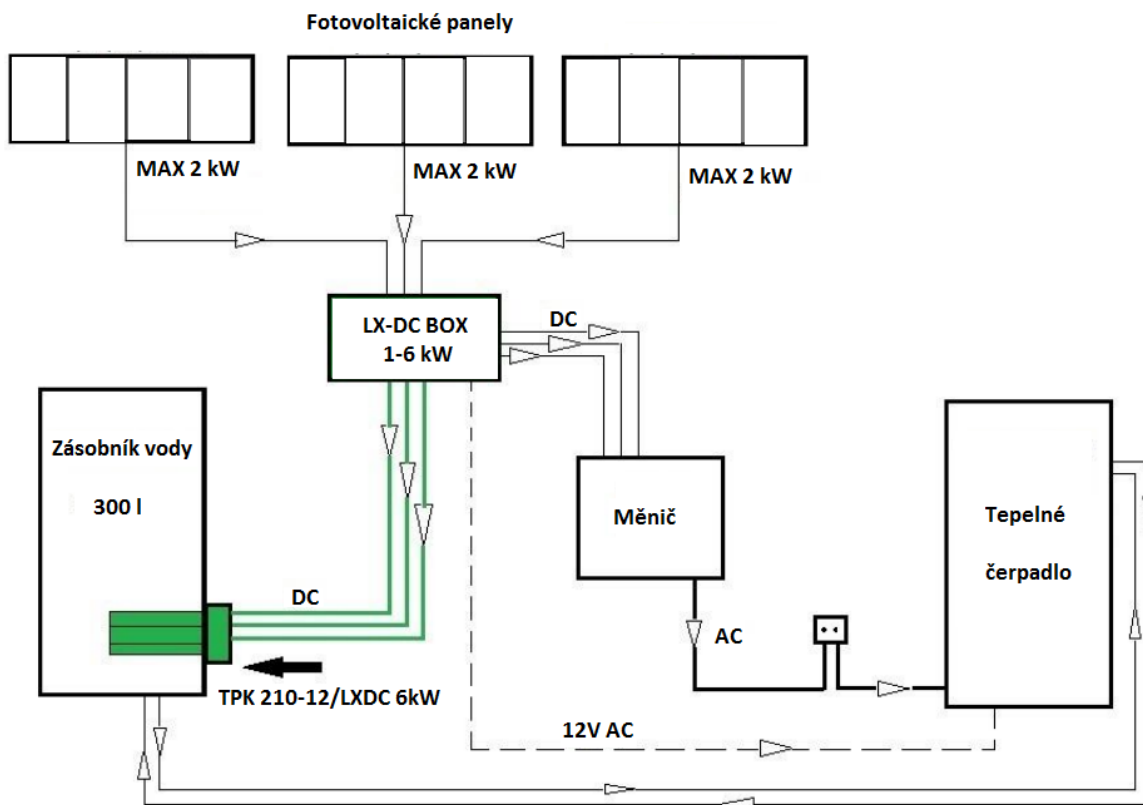 Fotovoltaické panely
MAX 2 kW
MAX 2 kW
MAX 2 kW
LX-DC BOX
1-6 kW
DC
Zásobník vody
300 l
Měnič
Tepelné
čerpadlo
DC
AC
TPK 210-12/LXDC 6kW
12V AC